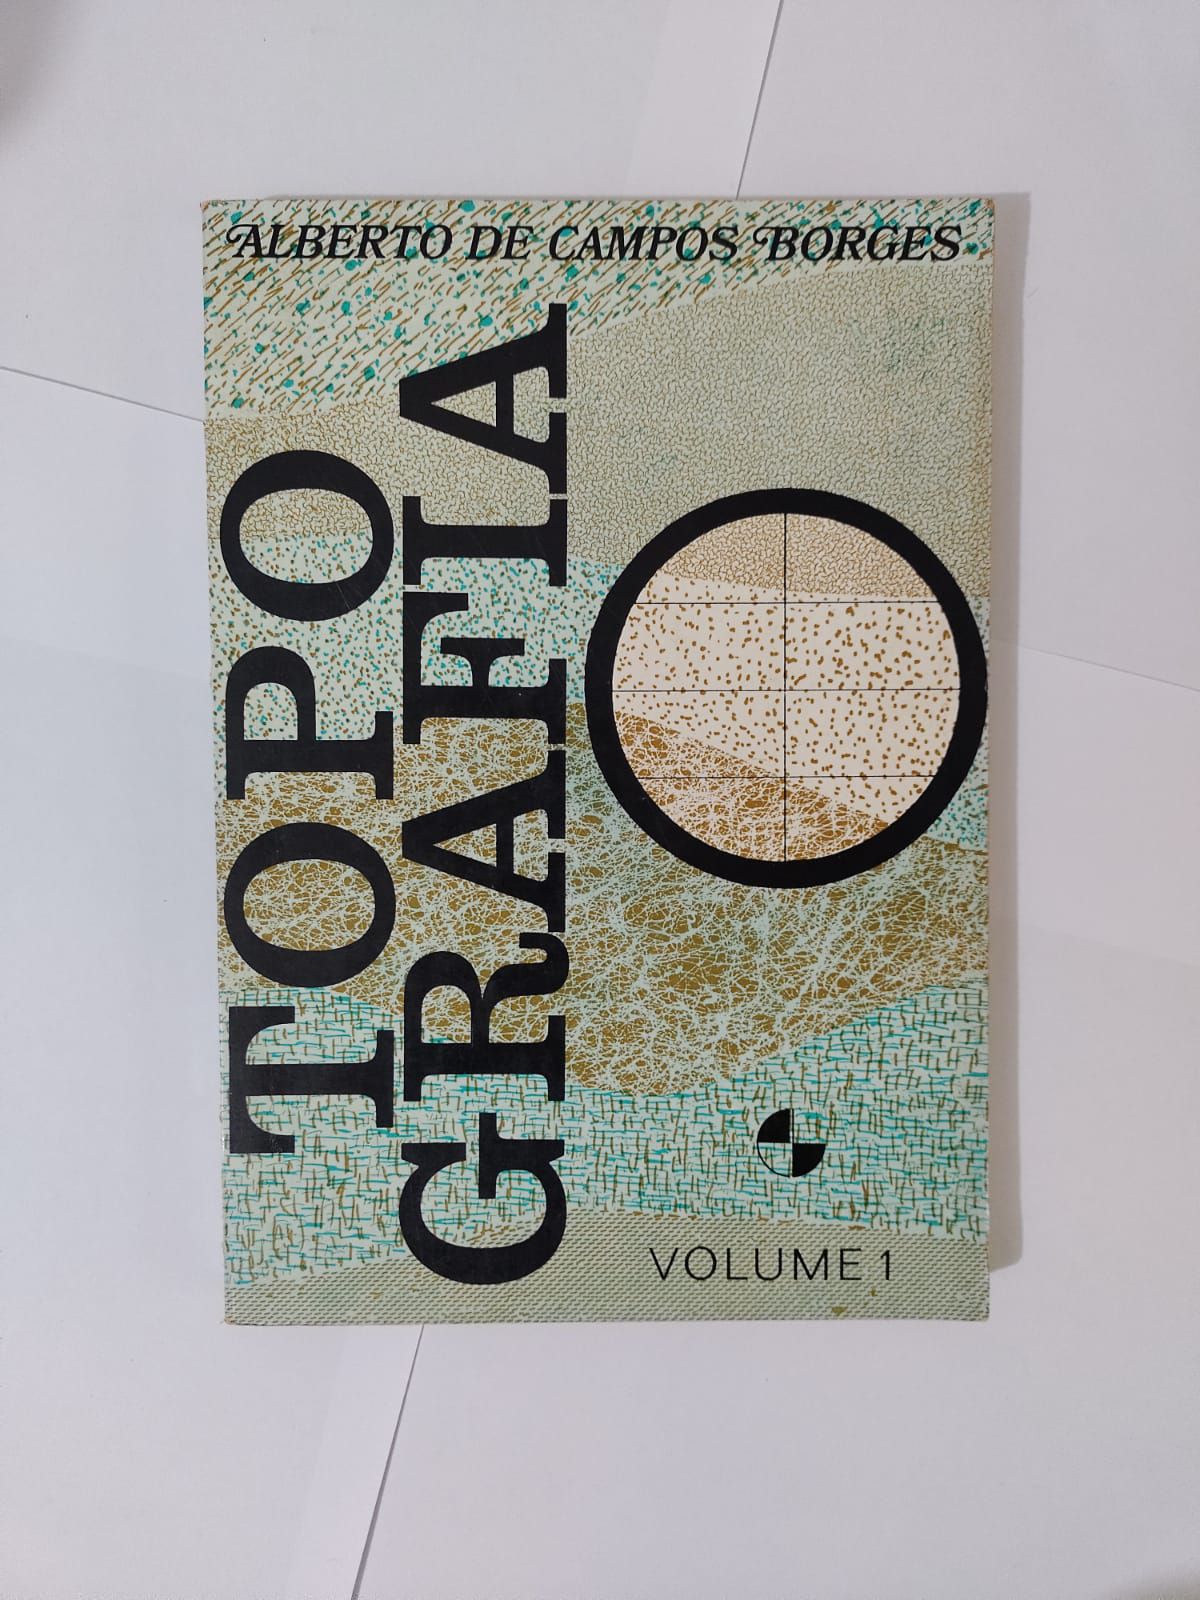 ALBERTO DE CAMPOS BORGES
TOPO
GRAFIA
VOLUME 1